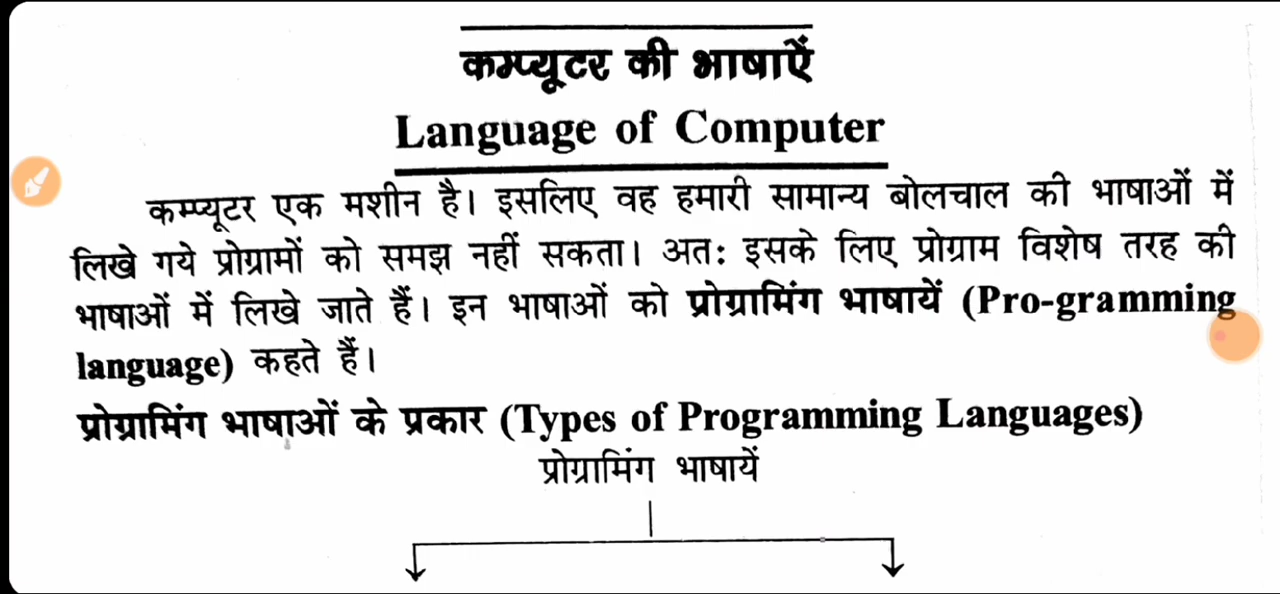 कम्प्यूटर की भाषाऐं
Language of Computer
कम्प्यूटर एक मशीन है। इसलिए वह हमारी सामान्य बोलचाल की भाषाओं में
लिखे गये प्रोग्रामों को समझ नहीं सकता। अतः इसके लिए प्रोग्राम विशेष तरह की
भाषाओं में लिखे जाते हैं। इन भाषाओं को प्रोग्रामिंग भाषायें (Pro-gramming
language) कहते हैं।
प्रोग्रामिंग भाषाओं के प्रकार (Types of Programming Languages)
प्रोग्रामिंग भाषायें